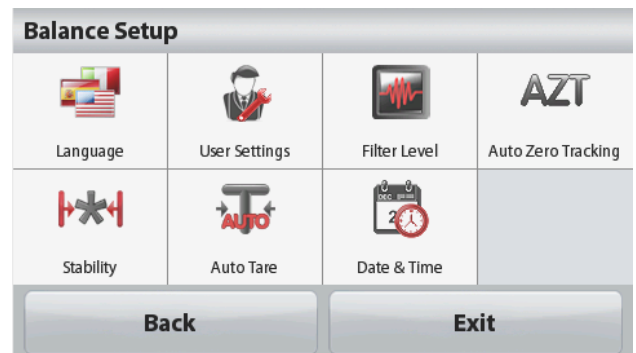 Balance Setup
AZT
Language
User Settings
Filter Level
Auto Zero Tracking
AUTO
DEC
2
Stability
Auto Tare
Date & Time
Back
Exit